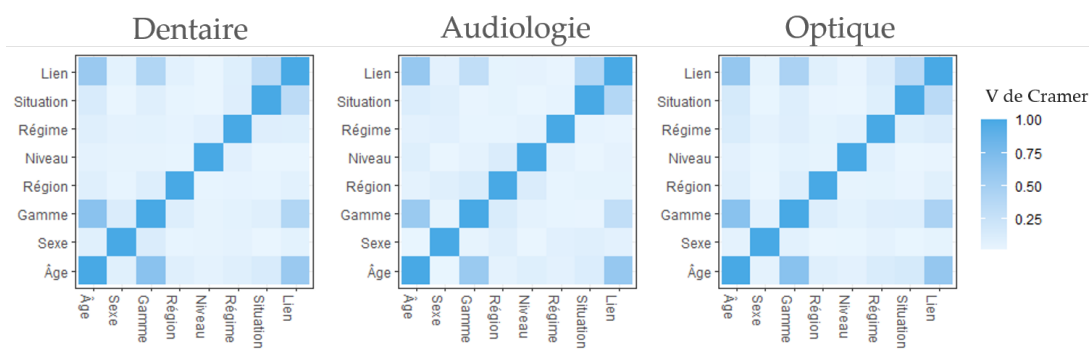 Dentaire
Audiologie
Optique
Lien
Situation
Régime
Niveau
Région
Gamme
Sexe
Âge
Âge
Sexe
Gamme
Région
Niveau
Régime
Situation
Lien
Lien
Situation
Régime
Niveau
Région
Gamme
Sexe
Âge
Âge
Sexe
Gamme
Région
Niveau
Régime
Situation
Lien
Lien
Situation
Régime
Niveau
Région
Gamme
Sexe
Âge
Âge
Sexe
Gamme
Région
Niveau
Régime
Situation
Lien
V de Cramer
1.00
0.75
0.50
0.25